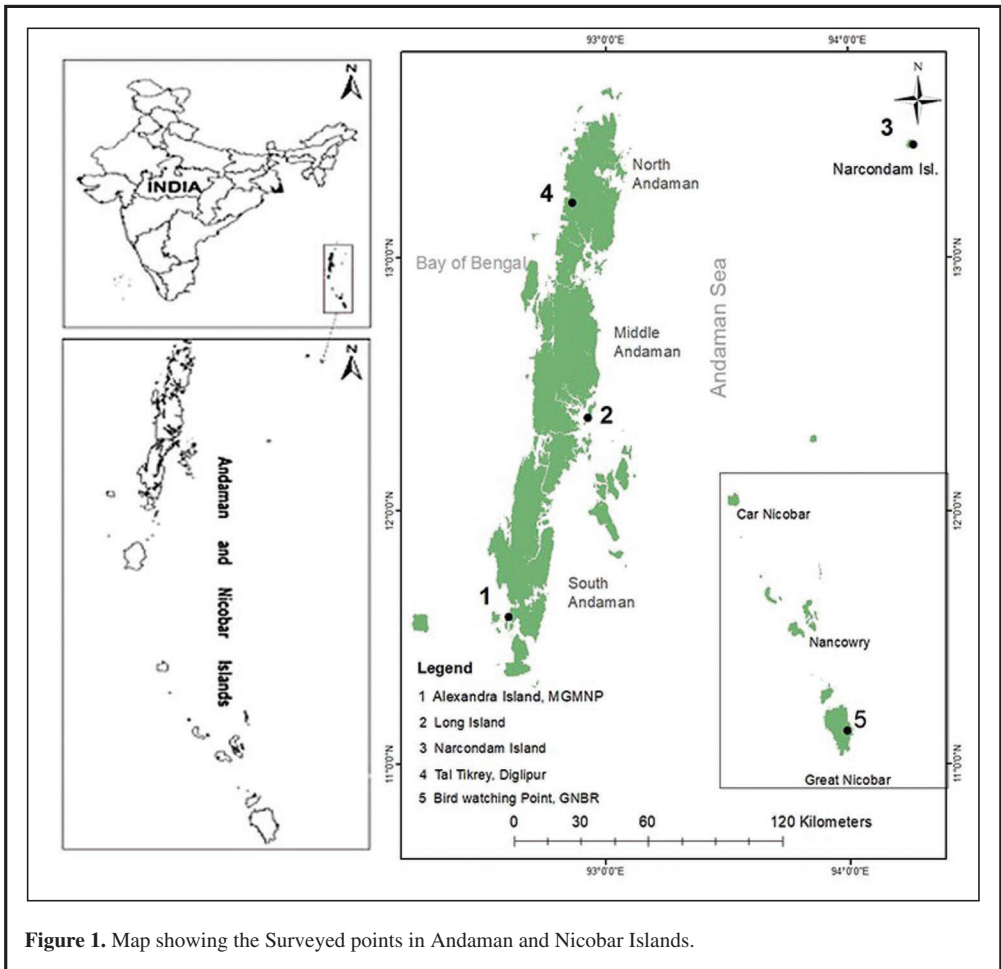 N
INDIA
N
Andaman and Nicobar Islands
93°0'0"E
94°0'0"E
N
3
Narcondam Isl.
North
Andaman
4
13°0'0"N
13°0'0"N
Bay of Bengal
Andaman Sea
Middle
Andaman
2
12°0'0"N
12°0'0"N
Car Nicobar
South
Andaman
1
Nancowry
5
Great Nicobar
11°0'0"N
11°0'0"N
Legend
1 Alexandra Island, MGMNP
2 Long Island
3 Narcondam Island
4 Tal Tikrey, Diglipur
5 Bird watching Point, GNBR
0 30 60 120 Kilometers
93°0'0"E
94°0'0"E
Figure 1. Map showing the Surveyed points in Andaman and Nicobar Islands.